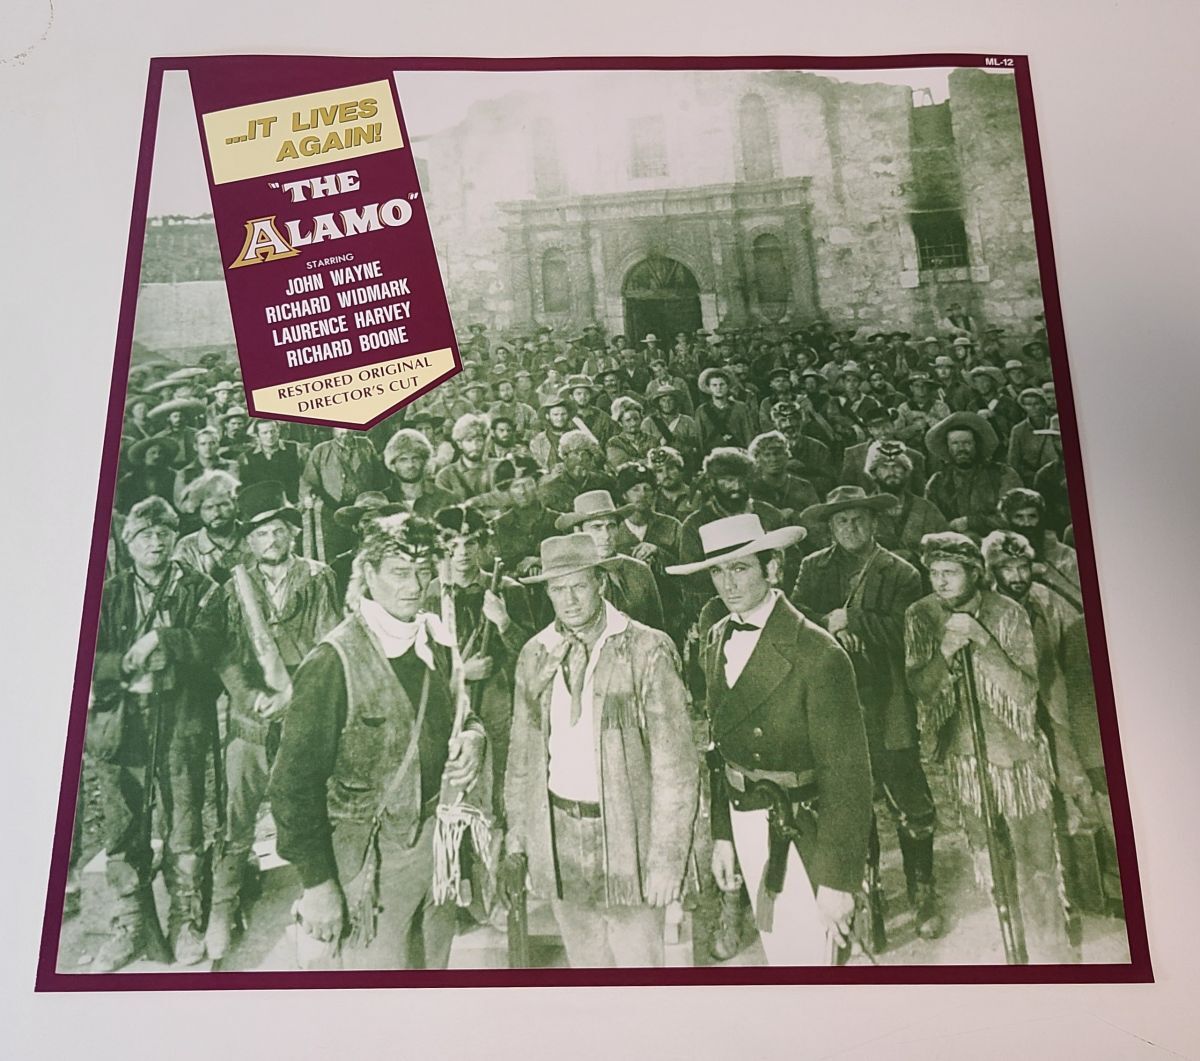 ML-12
...IT LIVES
AGAIN!
"THE
ALAMO"
STARRING
JOHN WAYNE
RICHARD WIDMARK
LAURENCE HARVEY
RICHARD BOONE
RESTORED ORIGINAL
DIRECTOR'S CUT